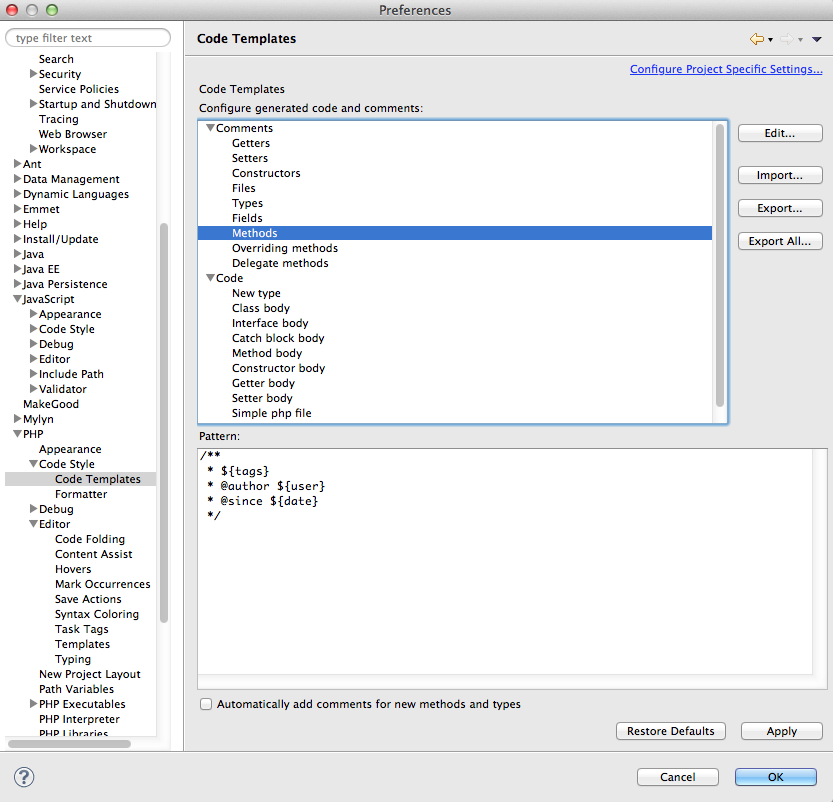 Preferences
type filter text
Search
Security
Service Policies
Startup and Shutdown
Tracing
Web Browser
Workspace
Ant
Data Management
Dynamic Languages
Emmet
Help
Install/Update
Java
Java EE
Java Persistence
JavaScript
Appearance
Code Style
Debug
Editor
Include Path
Validator
MakeGood
Mylyn
PHP
Appearance
Code Style
Code Templates
Formatter
Debug
Editor
Code Folding
Content Assist
Hovers
Mark Occurrences
Save Actions
Syntax Coloring
Task Tags
Templates
Typing
New Project Layout
Path Variables
PHP Executables
PHP Interpreter
PHP Libraries
Code Templates
Configure Project Specific Settings...
Code Templates
Configure generated code and comments:
Comments
Getters
Setters
Constructors
Files
Types
Fields
Methods
Overriding methods
Delegate methods
Code
New type
Class body
Interface body
Catch block body
Method body
Constructor body
Getter body
Setter body
Simple php file
Edit...
Import...
Export...
Export All...
Pattern:
/**
 * ${tags}
 * @author ${user}
 * @since ${date}
 */
Automatically add comments for new methods and types
Restore Defaults
Apply
?
Cancel
OK